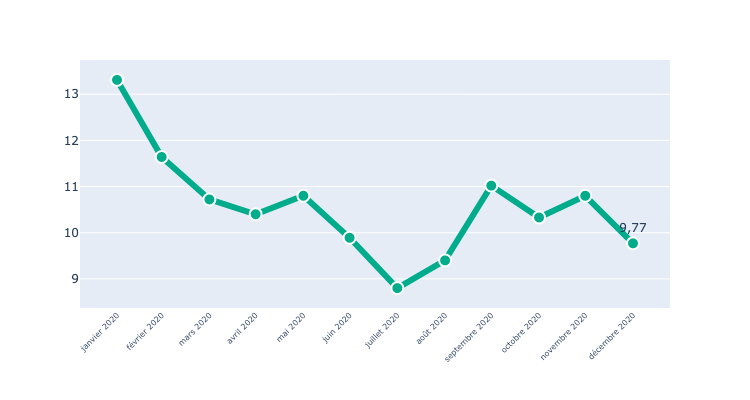 13
12
11
10
9
9,77
janvier 2020
février 2020
mars 2020
avril 2020
mai 2020
juin 2020
juillet 2020
août 2020
septembre 2020
octobre 2020
novembre 2020
décembre 2020